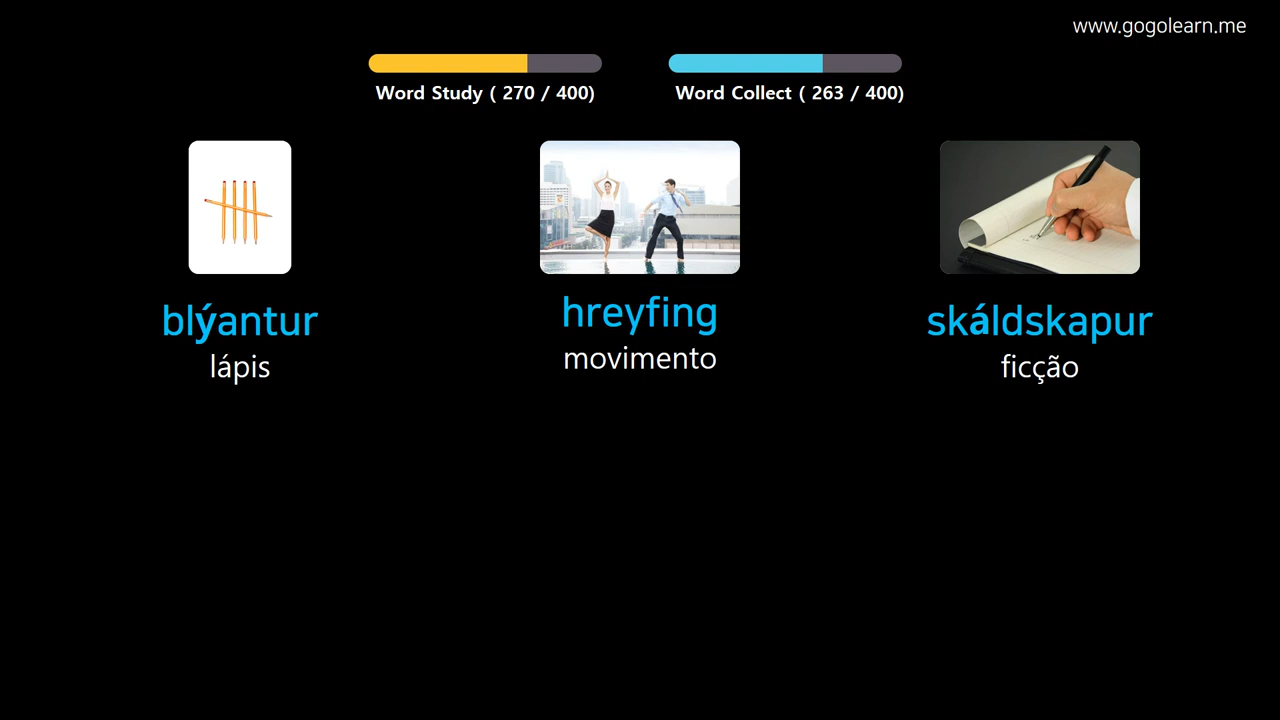 www.gogolearn.me
Word Study ( 270 / 400)
Word Collect ( 263 / 400)
blýantur
lápis
hreyfing
movimento
skáldskapur
ficção